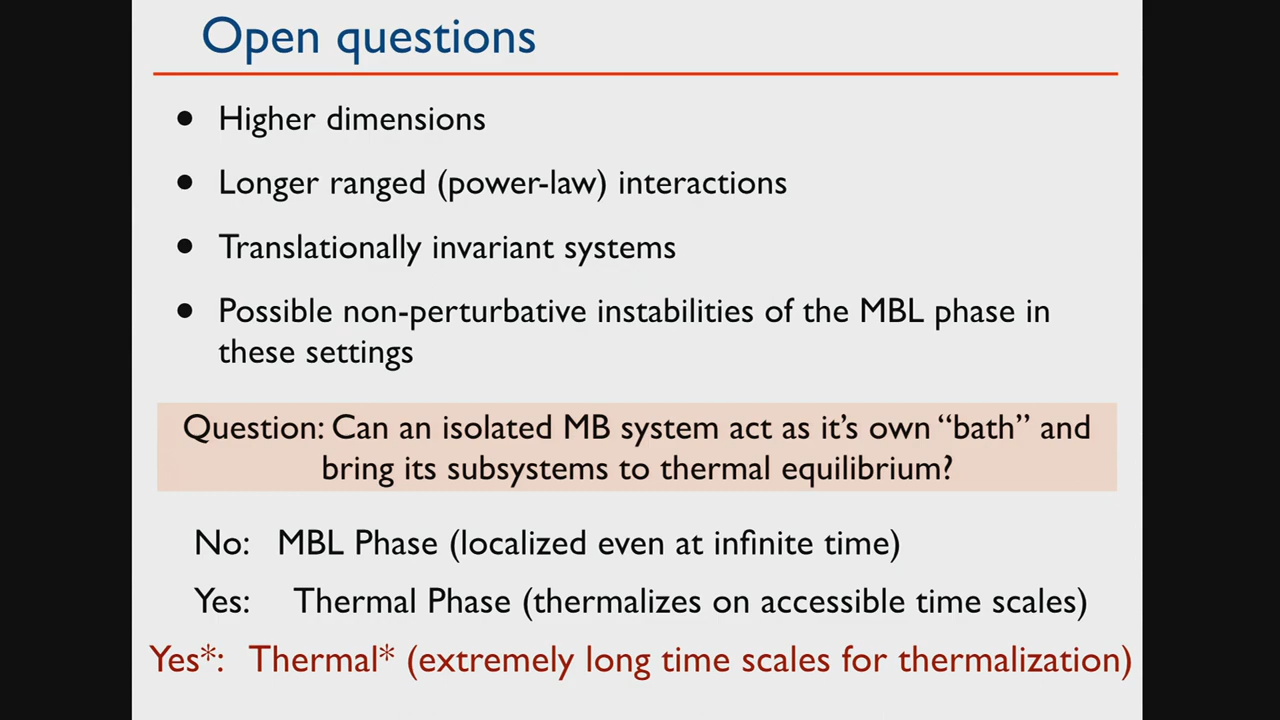 Open questions
• Higher dimensions
• Longer ranged (power-law) interactions
• Translationally invariant systems
• Possible non-perturbative instabilities of the MBL phase in
these settings
Question: Can an isolated MB system act as it’s own “bath” and
bring its subsystems to thermal equilibrium?
No: MBL Phase (localized even at infinite time)
Yes: Thermal Phase (thermalizes on accessible time scales)
Yes*: Thermal* (extremely long time scales for thermalization)